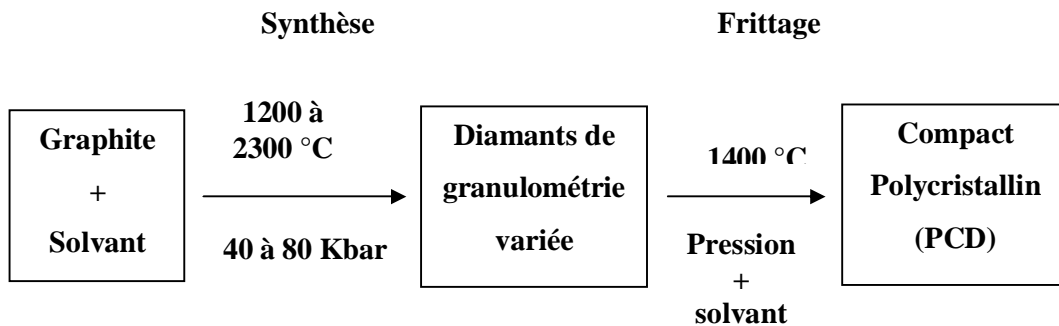 Synthèse
Frittage
Graphite
+
Solvant
1200 à
2300 °C
40 à 80 Kbar
Diamants de
granulométrie
variée
1400 °C
Pression
+
solvant
Compact
Polycristallin
(PCD)